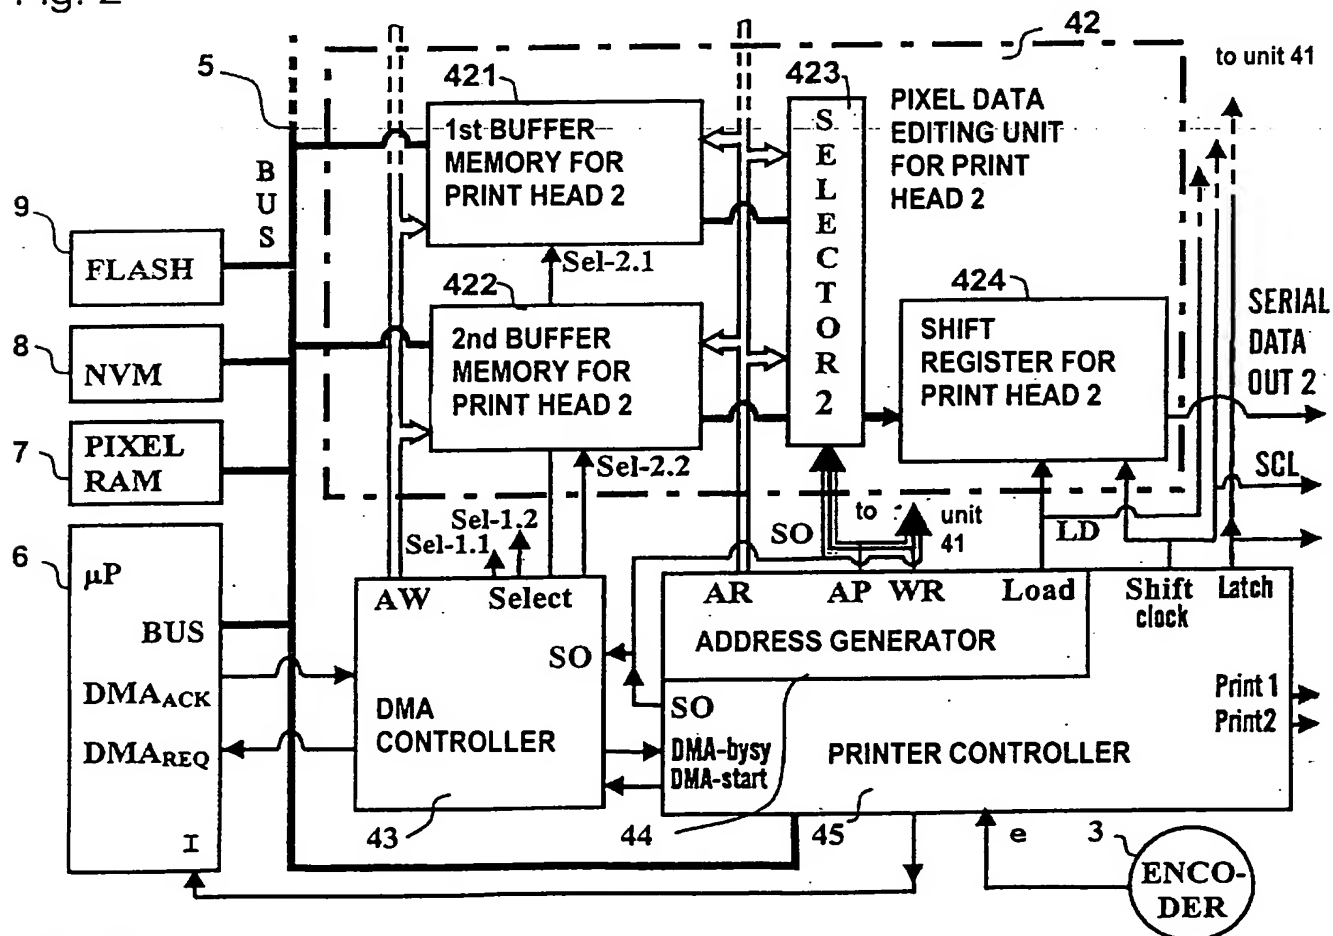 Fig. 2
42
to unit 41
5
421
423
1st BUFFER
MEMORY FOR
PRINT HEAD 2
SELECTOR 2
PIXEL DATA
EDITING UNIT
FOR PRINT
HEAD 2
BUS
9
FLASH
Sel-2.1
422
424
8
NVM
2nd BUFFER
MEMORY FOR
PRINT HEAD 2
SHIFT
REGISTER FOR
PRINT HEAD 2
SERIAL
DATA
OUT 2
7
PIXEL
RAM
Sel-2.2
SCL
6
Sel-1.2
Sel-1.1
SO
to unit
41
LD
µP
AW Select
AR AP WR Load Shift
clock
Latch
BUS
SO
ADDRESS GENERATOR
DMAACK
DMA
CONTROLLER
SO
Print 1
Print2
DMAREQ
DMA-bysy
DMA-start
PRINTER CONTROLLER
I
43
44
45
e
3
ENCO-
DER